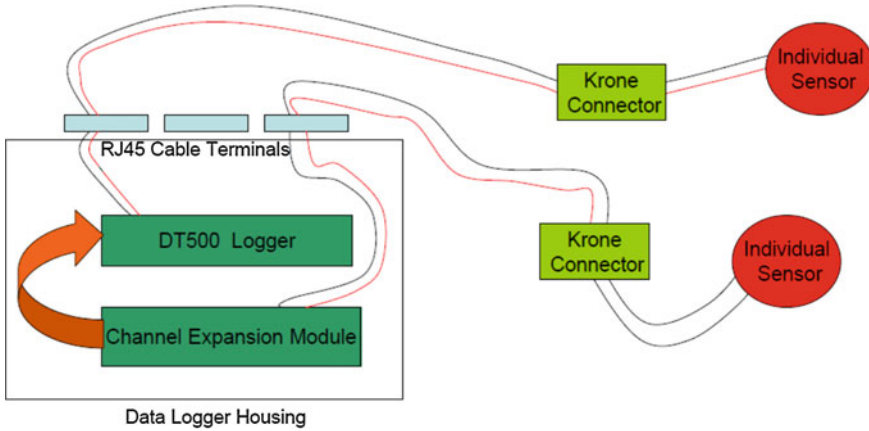 Individual
Sensor
Krone
Connector
RJ45 Cable Terminals
DT500 Logger
Krone
Connector
Individual
Sensor
Channel Expansion Module
Data Logger Housing